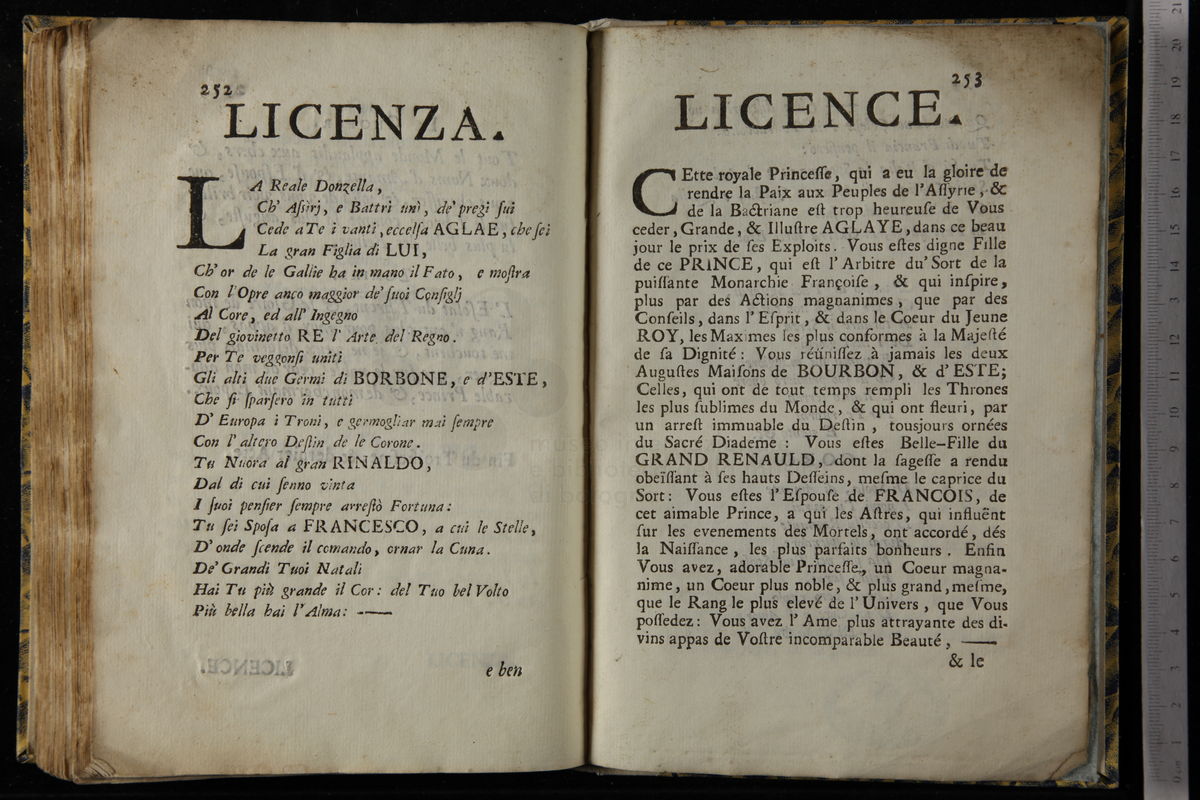 252
LICENZA.
LA Reale Donzella,
Ch' Aſſirj, e Battri unì, de' pregi ſui
Cede a Te i vanti, eccelſa AGLAE, che ſei
La gran Figlia di LUI,
Ch' or de le Gallie ha in mano il Fato, e moſtra
Con l'Opre anco maggior de' ſuoi Conſiglj
Al Core, ed all' Ingegno
Del giovinetto RE l' Arte del Regno.
Per Te veggonſi uniti
Gli alti due Germi di BORBONE, e d'ESTE,
Che ſi ſparſero in tutti
D' Europa i Troni, e germogliar mai ſempre
Con l' altero Deſtin de le Corone.
Tu Nuora al gran RINALDO,
Dal di cui ſenno vinta
I ſuoi penſier ſempre arreſtò Fortuna:
Tu ſei Spoſa a FRANCESCO, a cui le Stelle,
D' onde ſcende il comando, ornar la Cuna.
De' Grandi Tuoi Natali
Hai Tu più grande il Cor: del Tuo bel Volto
Più bella hai l'Alma: ——
e ben
253
LICENCE.
CEtte royale Princeſſe, qui a eu la gloire de
rendre la Paix aux Peuples de l'Aſſyrie, &
de la Bactriane eſt trop heureuſe de Vous
ceder, Grande, & Illuſtre AGLAYE, dans ce beau
jour le prix de ſes Exploits. Vous eſtes digne Fille
de ce PRINCE, qui eſt l'Arbitre du' Sort de la
puiſſante Monarchie Françoiſe, & qui inſpire,
plus par des Actions magnanimes, que par des
Conſeils, dans l'Eſprit, & dans le Coeur du Jeune
ROY, les Maximes les plus conformes à la Majeſté
de ſa Dignité: Vous réüniſſez à jamais les deux
Auguſtes Maiſons de BOURBON, & d'ESTE;
Celles, qui ont de tout temps rempli les Thrones
les plus ſublimes du Monde, & qui ont fleuri, par
un arreſt immuable du Deſtin, tousjours ornées
du Sacré Diademe: Vous eſtes Belle-Fille du
GRAND RENAULD, dont la ſageſſe a rendu
obeïſſant à ſes hauts Deſſeins, meſme le caprice du
Sort: Vous eſtes l'Eſpouſe de FRANCOIS, de
cet aimable Prince, a qui les Aſtres, qui influënt
ſur les evenements des Mortels, ont accordé, dés
la Naiſſance, les plus parfaits bonheurs. Enfin
Vous avez, adorable Princeſſe, un Coeur magna-
nime, un Coeur plus noble, & plus grand, meſme,
que le Rang le plus elevé de l'Univers, que Vous
poſſedez: Vous avez l'Ame plus attrayante des di-
vins appas de Voſtre incomparable Beauté, ——
& le